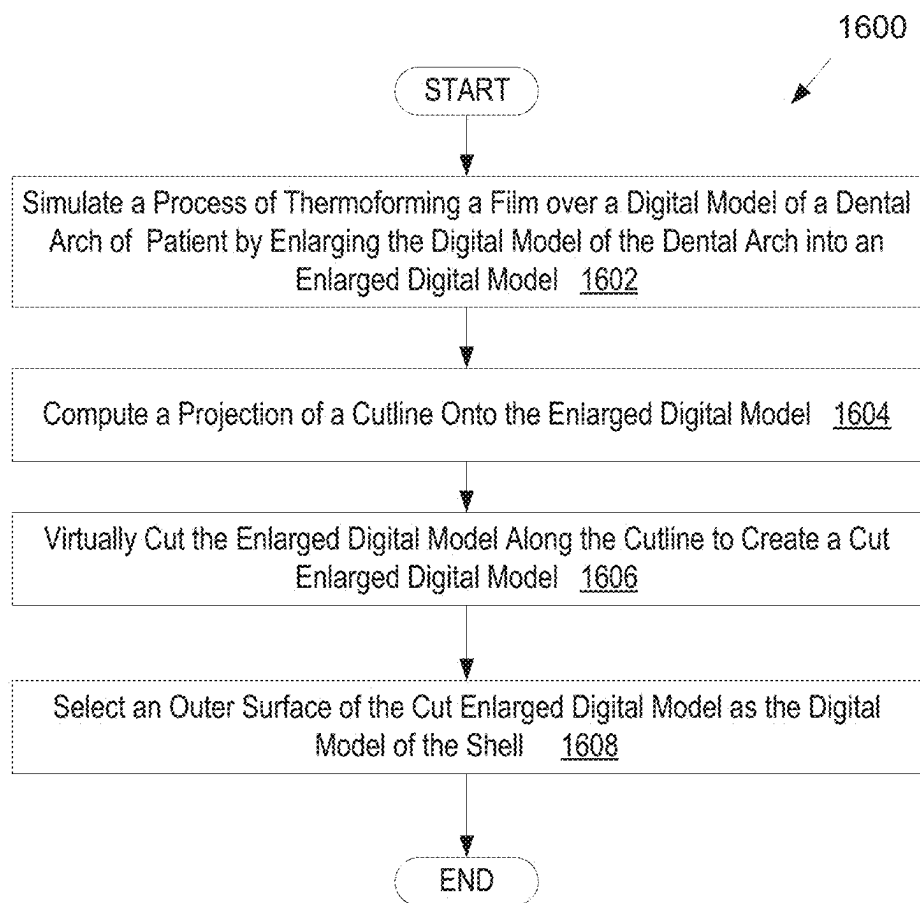 1600
START
Simulate a Process of Thermoforming a Film over a Digital Model of a Dental
Arch of Patient by Enlarging the Digital Model of the Dental Arch into an
Enlarged Digital Model 1602
Compute a Projection of a Cutline Onto the Enlarged Digital Model 1604
Virtually Cut the Enlarged Digital Model Along the Cutline to Create a Cut
Enlarged Digital Model 1606
Select an Outer Surface of the Cut Enlarged Digital Model as the Digital
Model of the Shell 1608
END